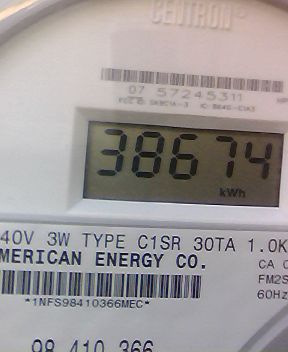 CENTRON®
07 57245311
38674
kWh
40V 3W TYPE C1SR 30TA 1.0K
MERICAN ENERGY CO.
CA 0
FM2S
60Hz
*1NFS98410366MEC*
98 410 366